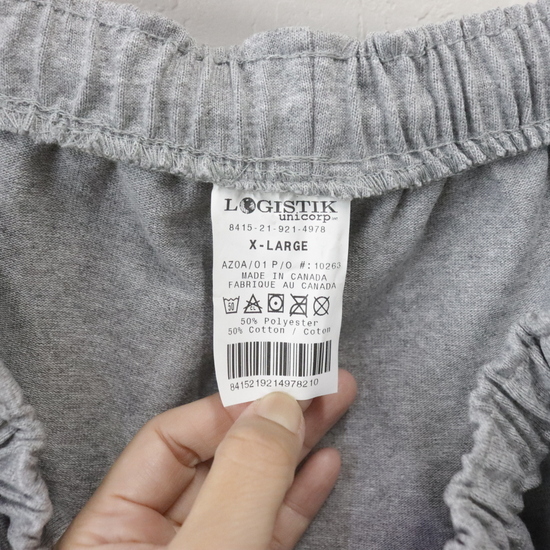 LOGISTIK
unicorp
8415-21-921-4978
X-LARGE
AZOA/01 P/O #: 10263
MADE IN CANADA
FABRIQUE AU CANADA
50
50% Polyester
50% Cotton / Coton
8415219214978210